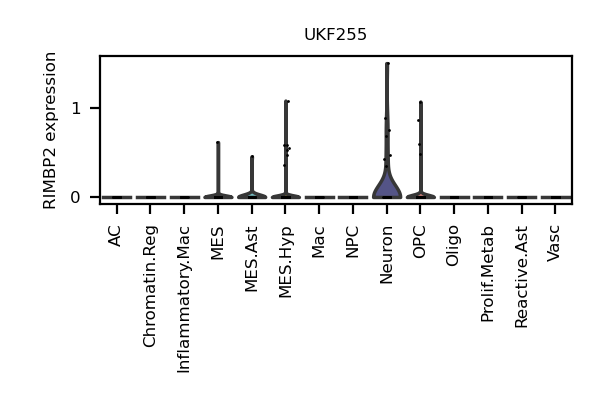 UKF255
RIMBP2 expression
1
0
AC
Chromatin.Reg
Inflammatory.Mac
MES
MES.Ast
MES.Hyp
Mac
NPC
Neuron
OPC
Oligo
Prolif.Metab
Reactive.Ast
Vasc